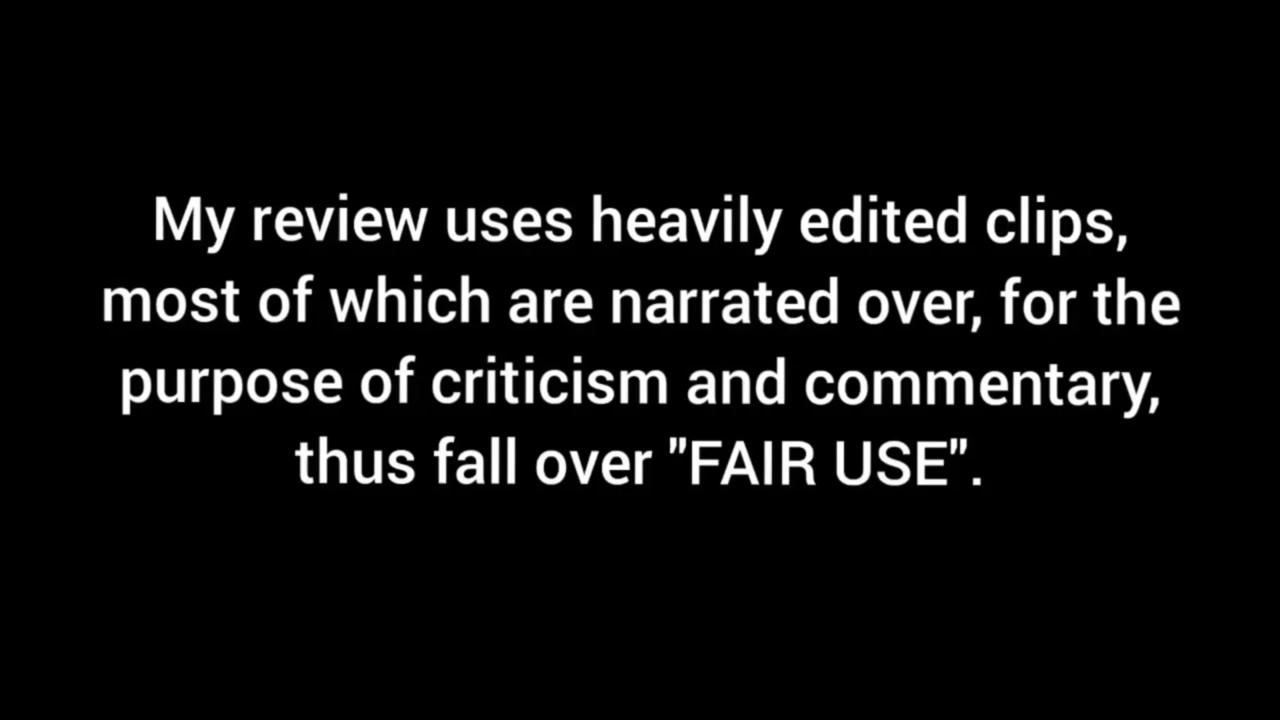 My review uses heavily edited clips,
most of which are narrated over, for the
purpose of criticism and commentary,
thus fall over "FAIR USE".